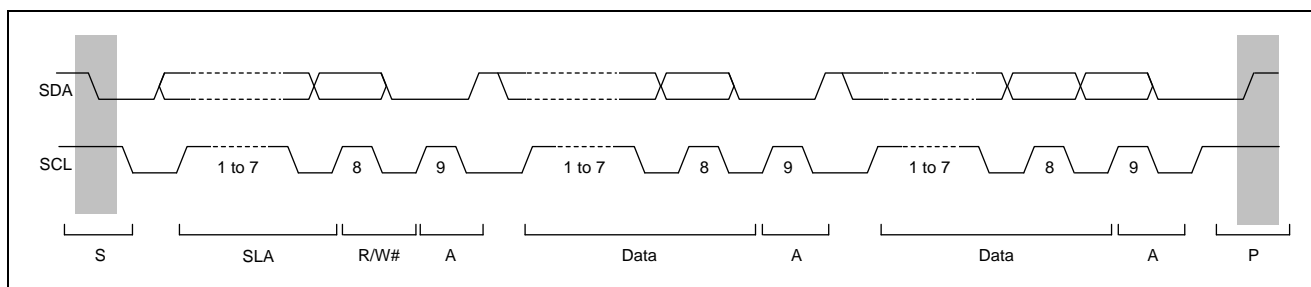 SDA
SCL
1 to 7 8 9 1 to 7 8 9 1 to 7 8 9
S SLA R/W# A Data A Data A P